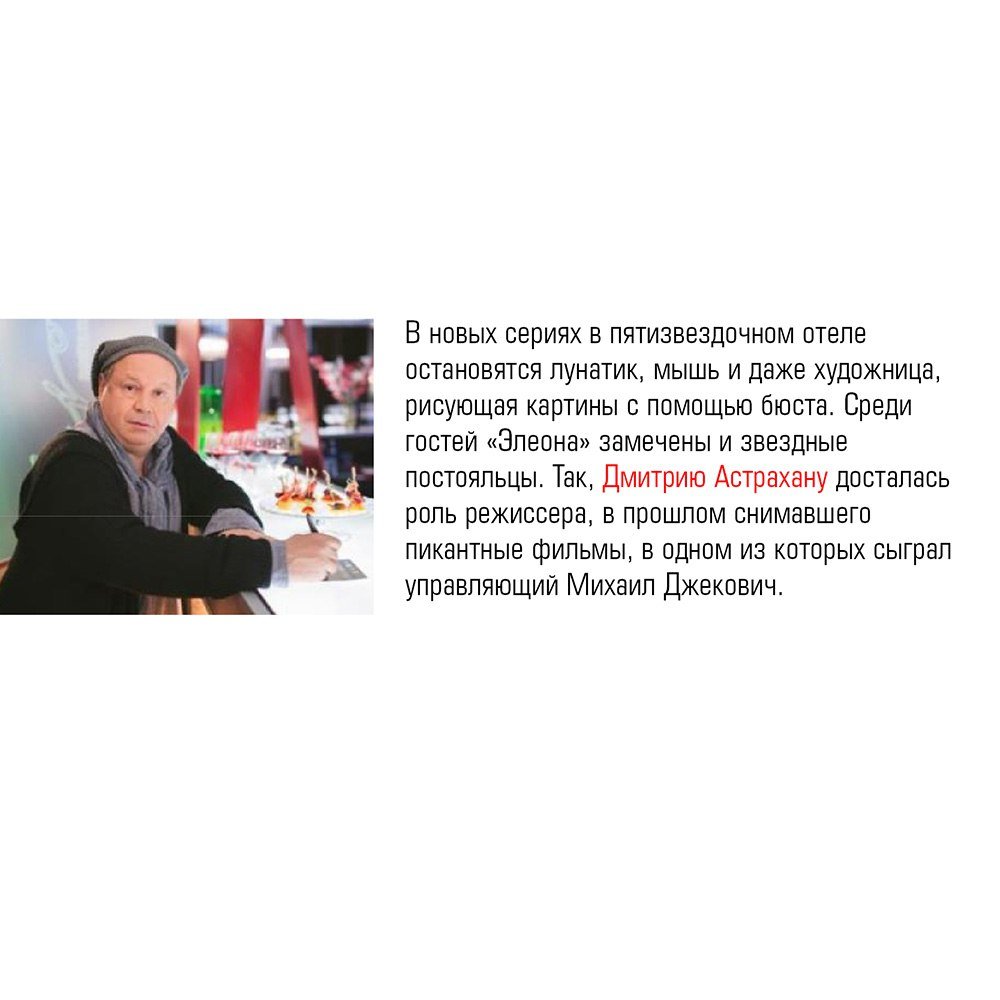 В новых сериях в пятизвездочном отеле
остановятся лунатик, мышь и даже художница,
рисующая картины с помощью бюста. Среди
гостей «Элеона» замечены и звездные
постояльцы. Так, Дмитрию Астрахану досталась
роль режиссера, в прошлом снимавшего
пикантные фильмы, в одном из которых сыграл
управляющий Михаил Джекович.